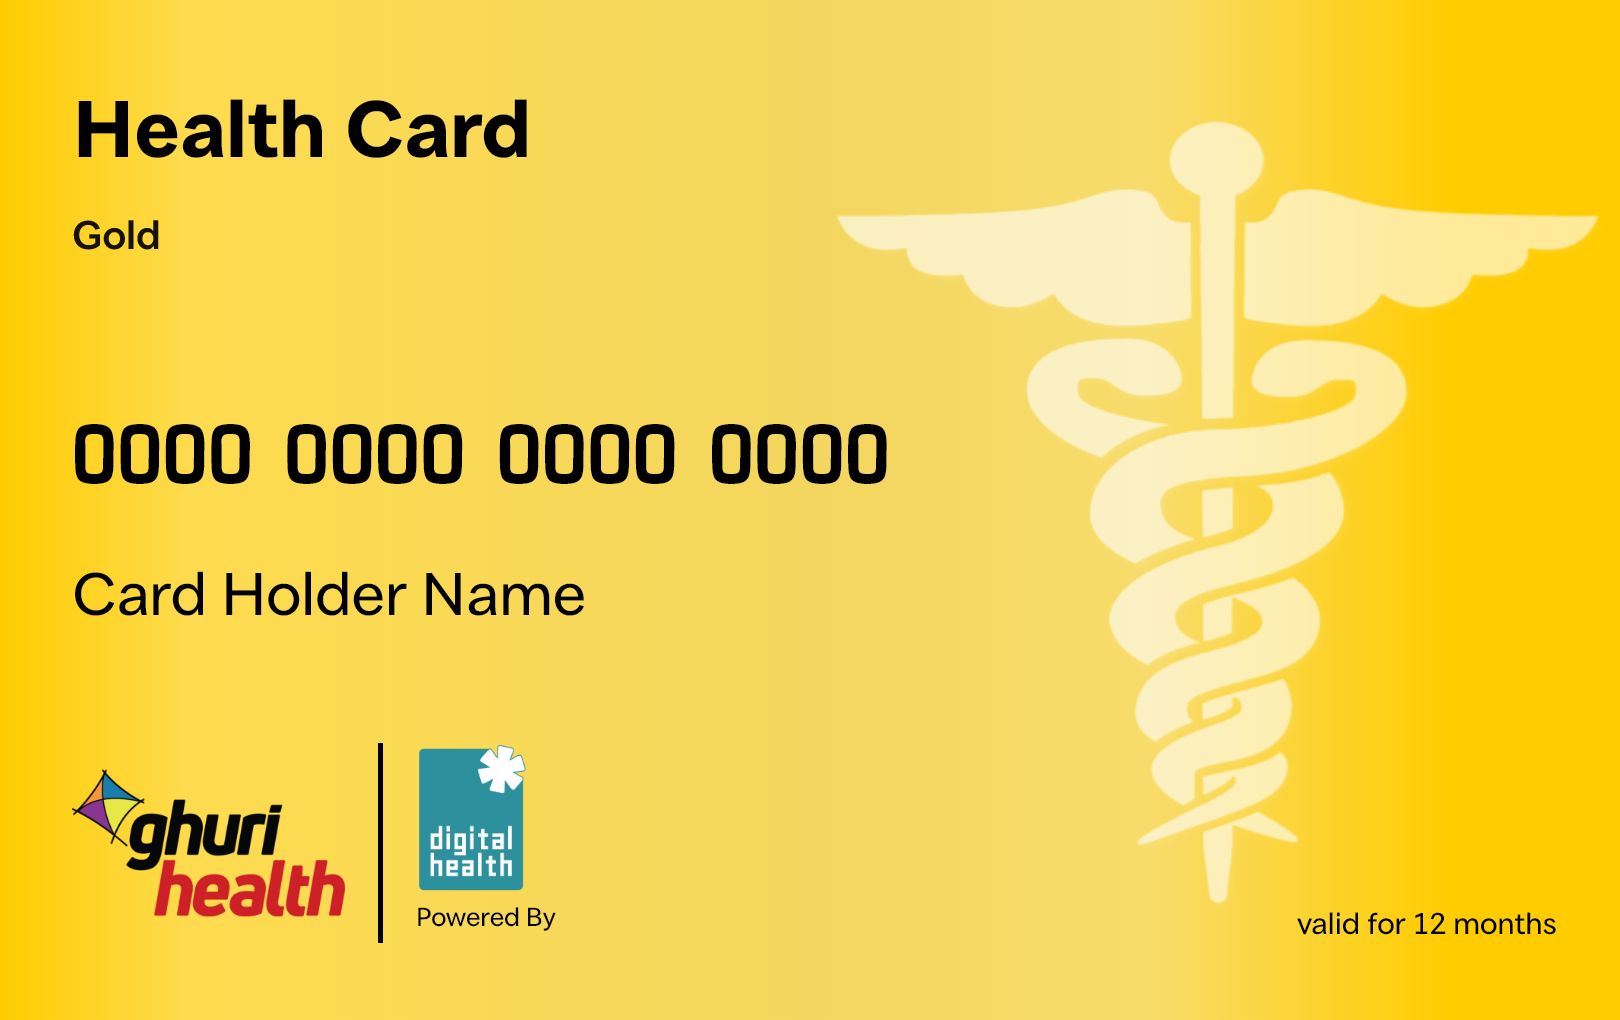 Health Card
Gold
0000 0000 0000 0000
Card Holder Name
ghuri
health
digital
health
Powered By
valid for 12 months